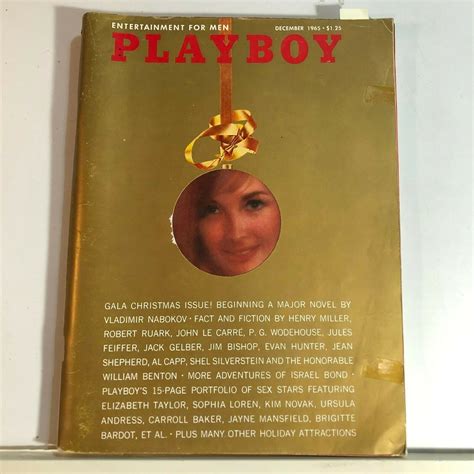 ENTERTAINMENT FOR MEN
DECEMBER 1965 • $1.25
PLAYBOY
GALA CHRISTMAS ISSUE! BEGINNING A MAJOR NOVEL BY
VLADIMIR NABOKOV • FACT AND FICTION BY HENRY MILLER,
ROBERT RUARK, JOHN LE CARRÉ, P. G. WODEHOUSE, JULES
FEIFFER, JACK GELBER, JIM BISHOP, EVAN HUNTER, JEAN
SHEPHERD, AL CAPP, SHEL SILVERSTEIN AND THE HONORABLE
WILLIAM BENTON • MORE ADVENTURES OF ISRAEL BOND •
PLAYBOY'S 15-PAGE PORTFOLIO OF SEX STARS FEATURING
ELIZABETH TAYLOR, SOPHIA LOREN, KIM NOVAK, URSULA
ANDRESS, CARROLL BAKER, JAYNE MANSFIELD, BRIGITTE
BARDOT, ET AL. • PLUS MANY OTHER HOLIDAY ATTRACTIONS